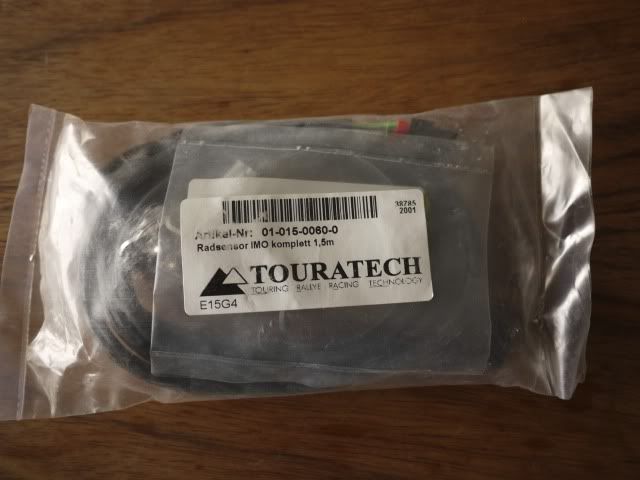 38785
2001
Artikel-Nr: 01-015-0060-0
Radsensor IMO komplett 1,5m
TOURATECH
TOURING RALLYE RACING TECHNOLOGY
E15G4